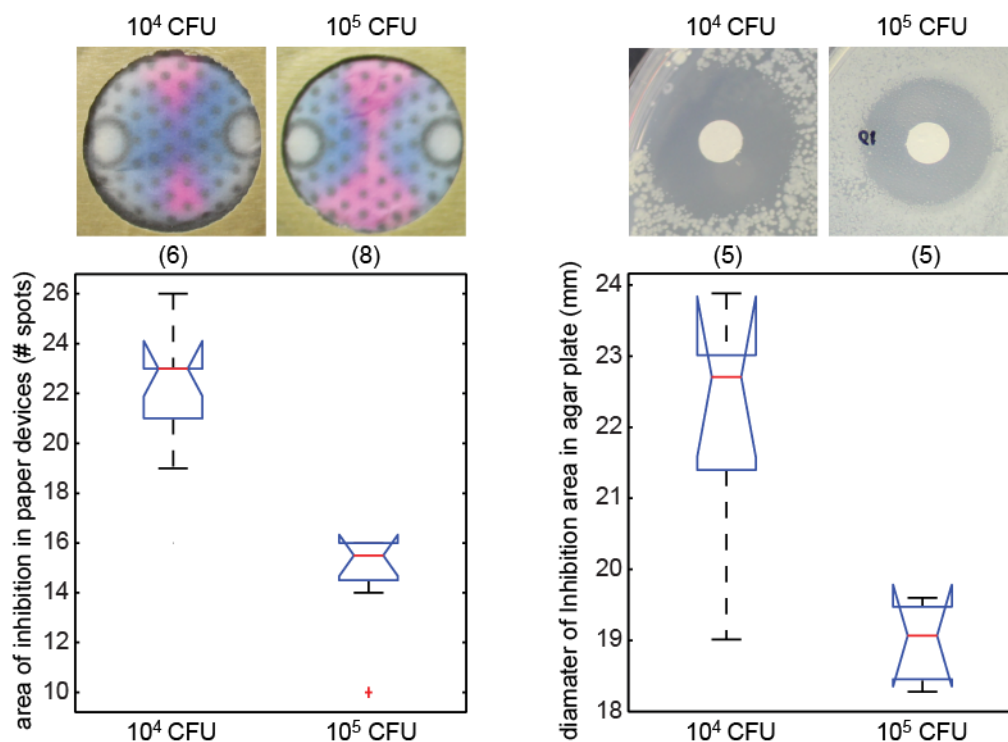 10⁴ CFU
10⁵ CFU
(6)
(8)
area of inhibition in paper devices (# spots)
26
24
22
20
18
16
14
12
10
10⁴ CFU
10⁵ CFU
10⁴ CFU
10⁵ CFU
(5)
(5)
diamater of Inhibition area in agar plate (mm)
24
23
22
21
20
19
18
10⁴ CFU
10⁵ CFU